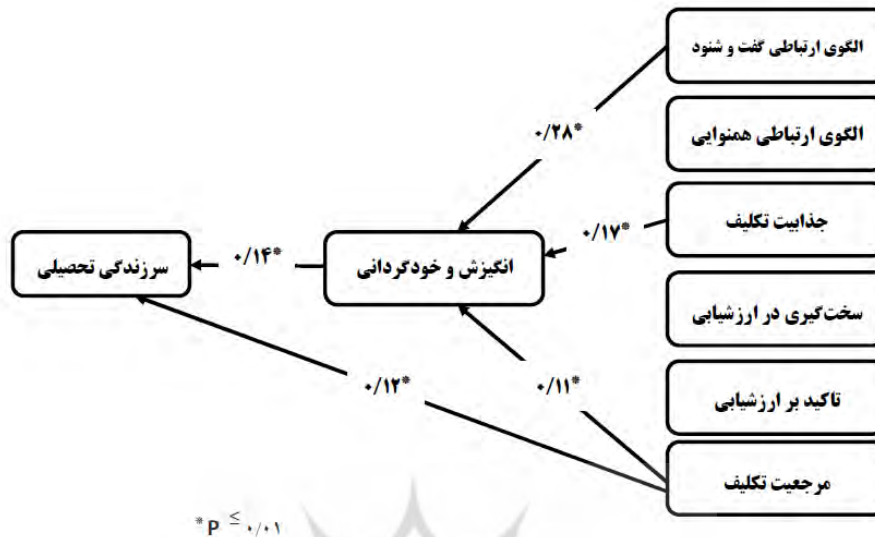 الگوی ارتباطی گفت و شنود
۰/۲۸*
الگوی ارتباطی همنوایی
جذابیت تکلیف
۰/۱۷*
انگیزش و خودگردانی
۰/۱۴*
سرزندگی تحصیلی
سخت‌گیری در ارزشیابی
۰/۱۱*
۰/۱۲*
تاکید بر ارزشیابی
مرجعیت تکلیف
*P ≤ ۰/۰۱